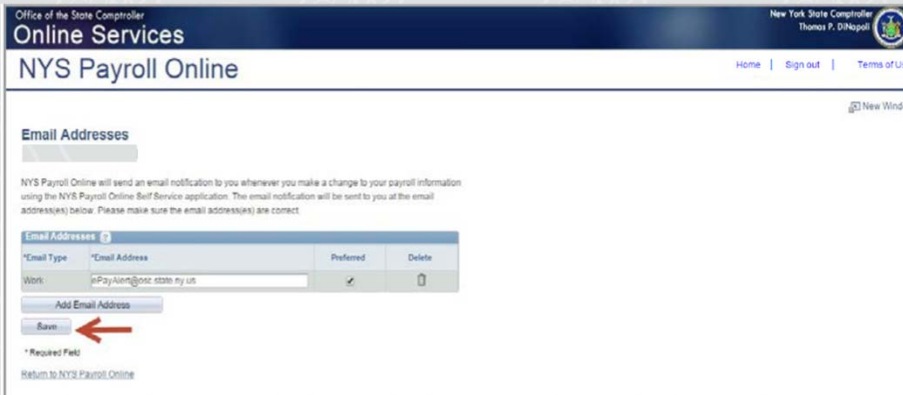 Office of the State Comptroller
Online Services
New York State Comptroller
Thomas P. DiNapoli
NYS Payroll Online
Home | Sign out | Terms of U
New Wind
Email Addresses
NYS Payroll Online will send an email notification to you whenever you make a change to your payroll information
using the NYS Payroll Online Self Service application. The email notification will be sent to you at the email
address(es) below. Please make sure the email address(es) are correct.
Email Addresses ?
*Email Type *Email Address Preferred Delete
Work ePayAlert@osc.state.ny.us
Add Email Address
Save
* Required Field
Return to NYS Payroll Online